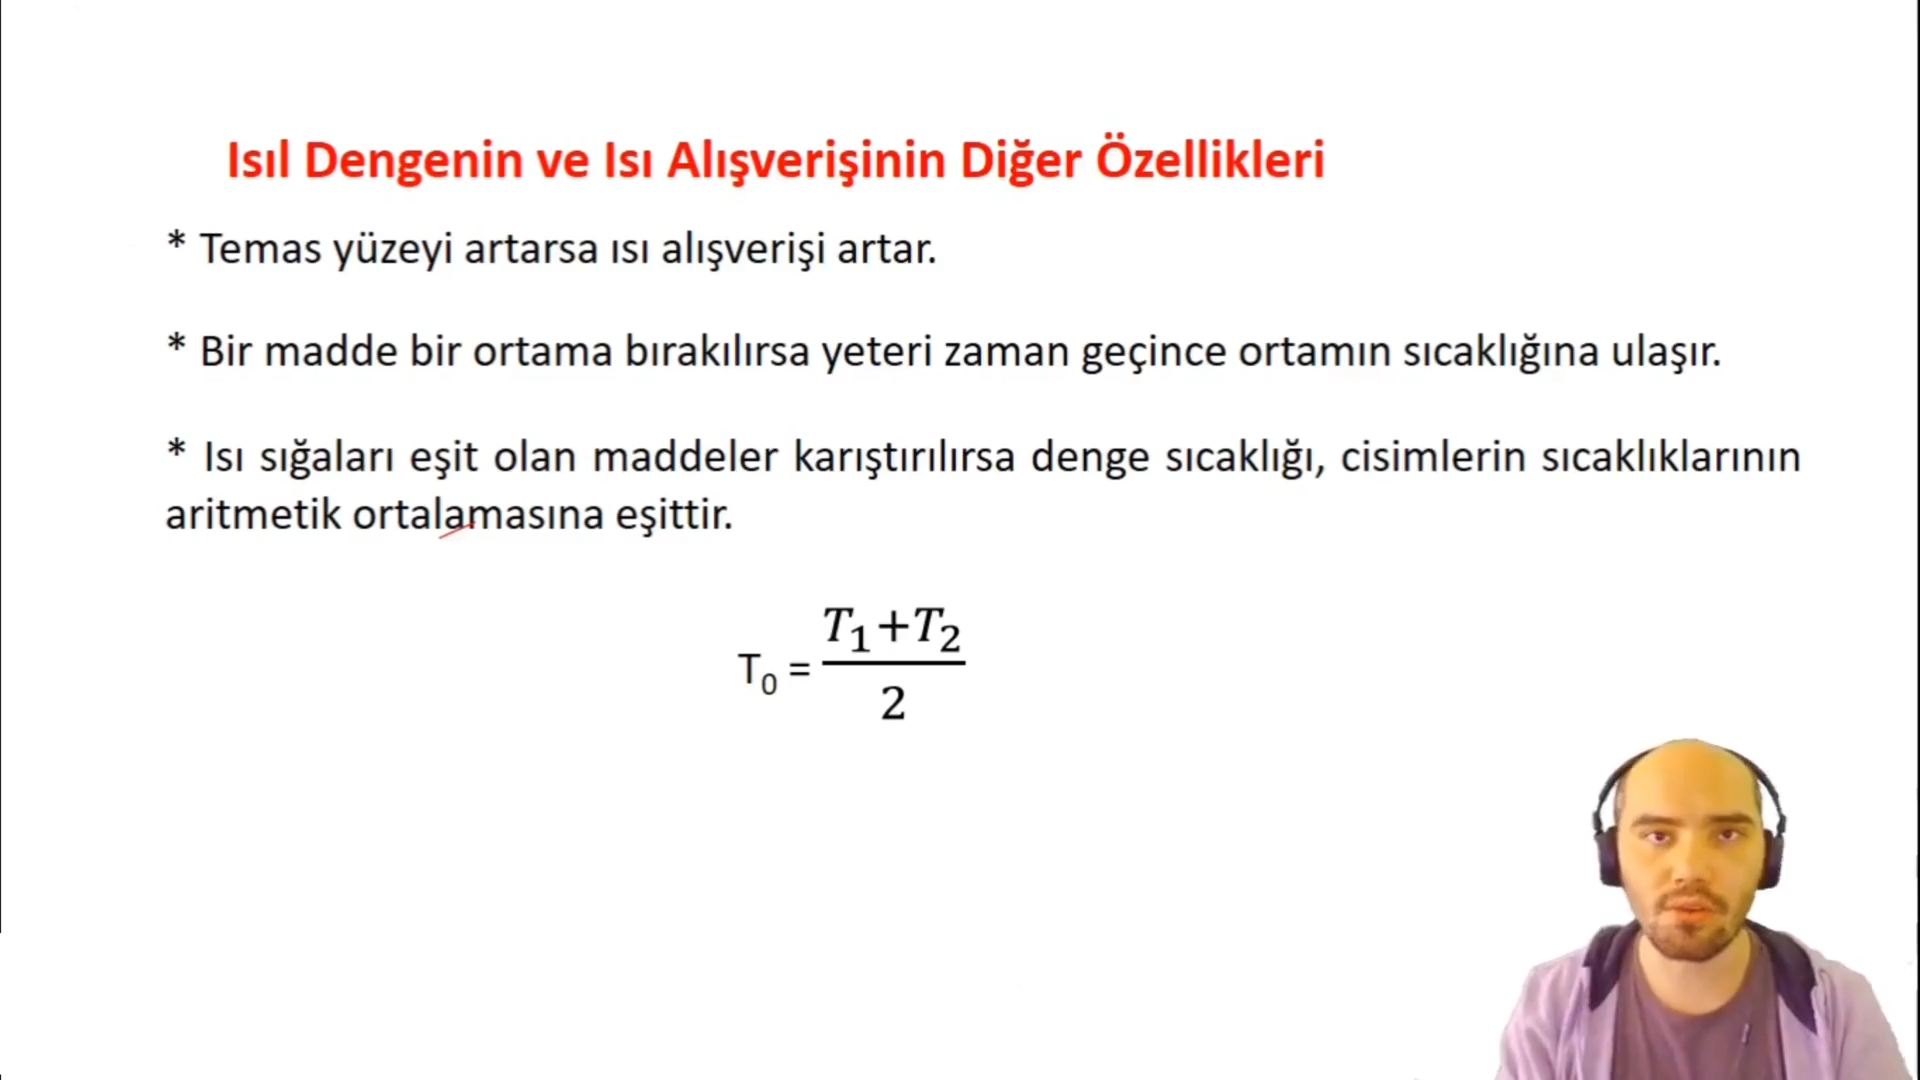 Isıl Dengenin ve Isı Alışverişinin Diğer Özellikleri
* Temas yüzeyi artarsa ısı alışverişi artar.
* Bir madde bir ortama bırakılırsa yeteri zaman geçince ortamın sıcaklığına ulaşır.
* Isı sığaları eşit olan maddeler karıştırılırsa denge sıcaklığı, cisimlerin sıcaklıklarının
aritmetik ortalamasına eşittir.
T₀ = (T₁+T₂)/2